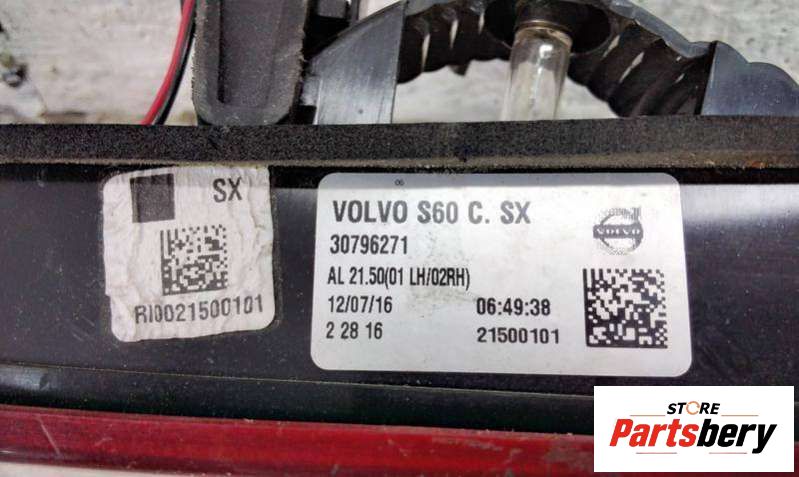 SX
RI0021500101
06
VOLVO S60 C. SX
30796271
VOLVO
AL 21.50(01 LH/02RH)
12/07/16 06:49:38
2 28 16 21500101
STORE
Partsbery